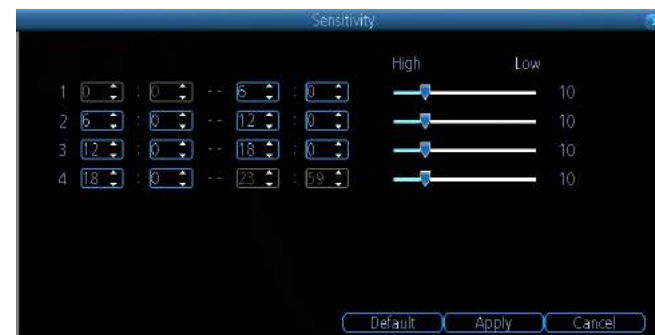 Sensitivity
High Low
1 0 : 0 -- 6 : 0 10
2 6 : 0 -- 12 : 0 10
3 12 : 0 -- 18 : 0 10
4 18 : 0 -- 23 : 59 10
Default Apply Cancel